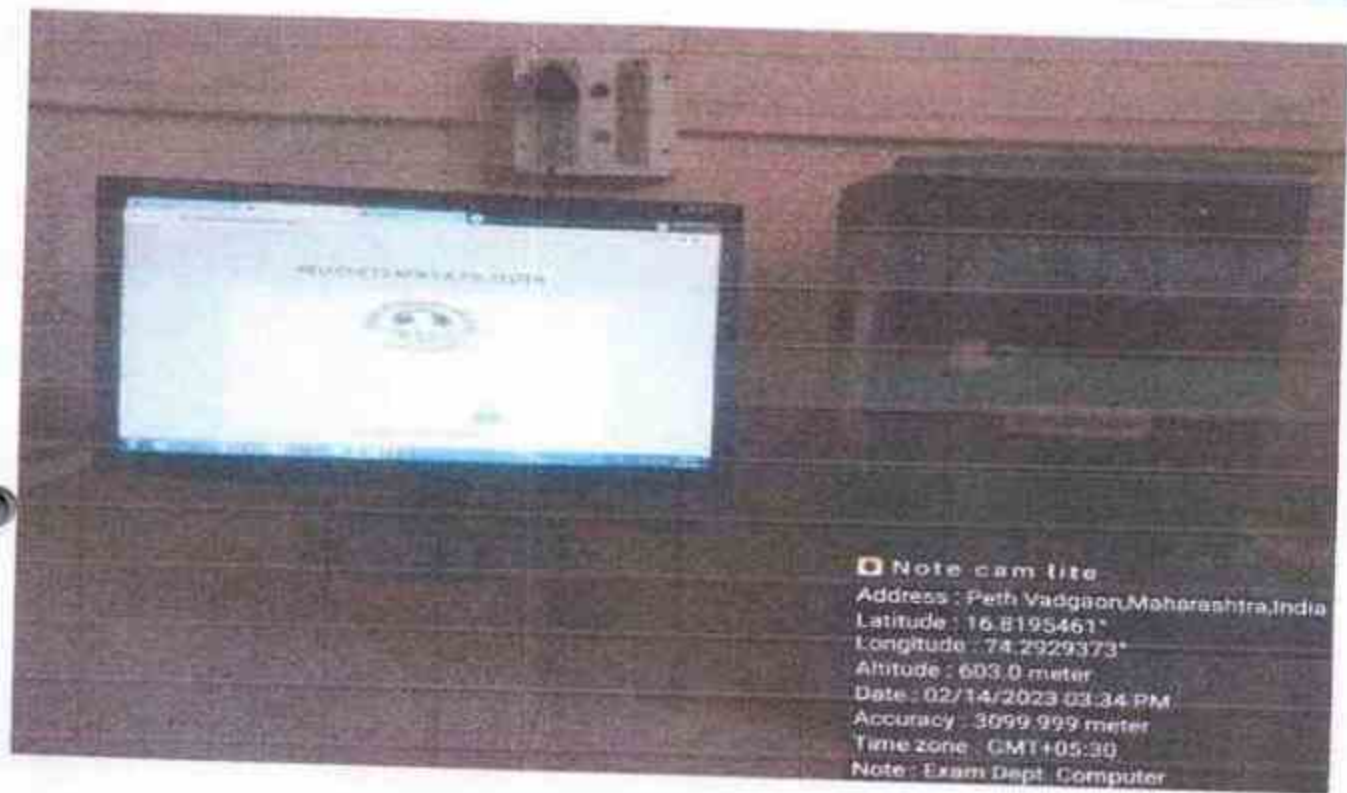 Note cam lite
Address : Peth Vadgaon,Maharashtra,India
Latitude : 16.8195461°
Longitude : 74.2929373°
Altitude : 603.0 meter
Date : 02/14/2023 03:34 PM
Accuracy : 3099.999 meter
Time zone : GMT+05:30
Note : Exam Dept. Computer